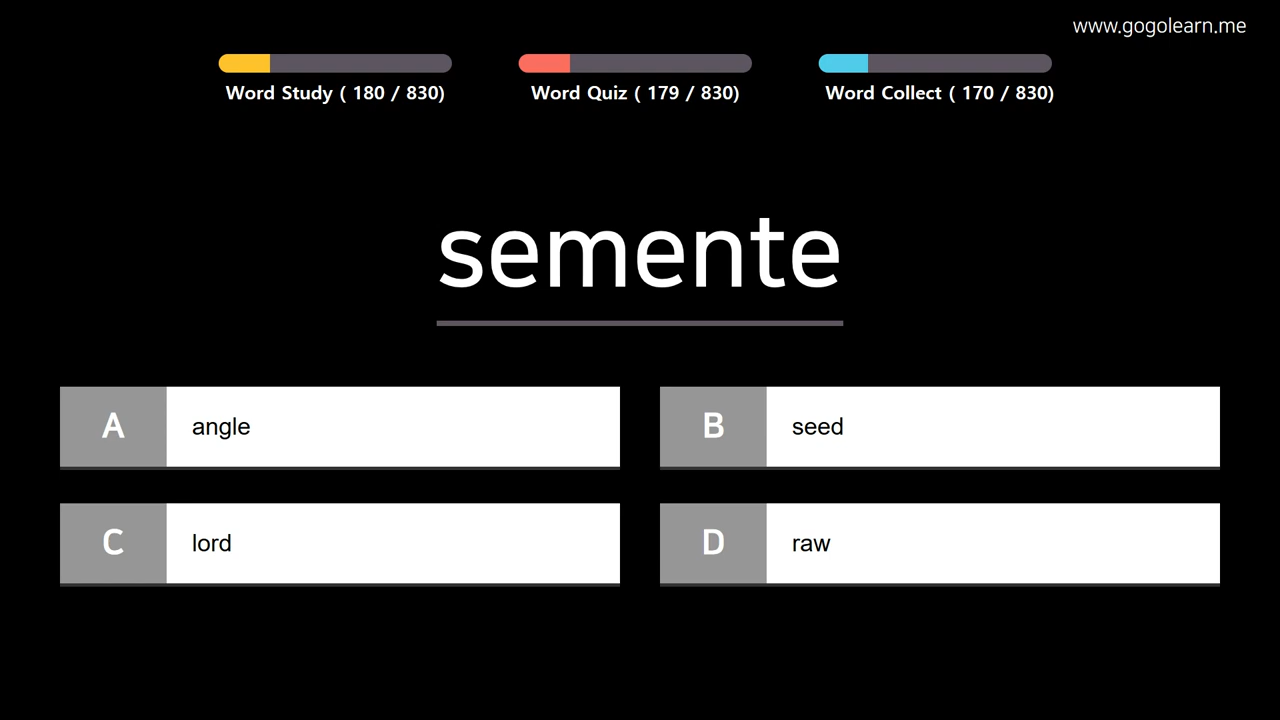 www.gogolearn.me
Word Study ( 180 / 830)
Word Quiz ( 179 / 830)
Word Collect ( 170 / 830)
semente
A angle
B seed
C lord
D raw